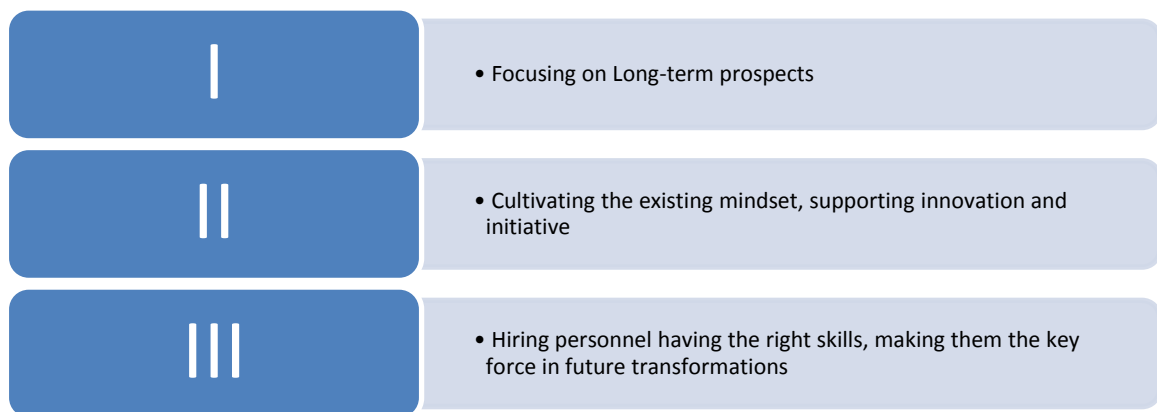 I
• Focusing on Long-term prospects
II
• Cultivating the existing mindset, supporting innovation and
initiative
III
• Hiring personnel having the right skills, making them the key
force in future transformations